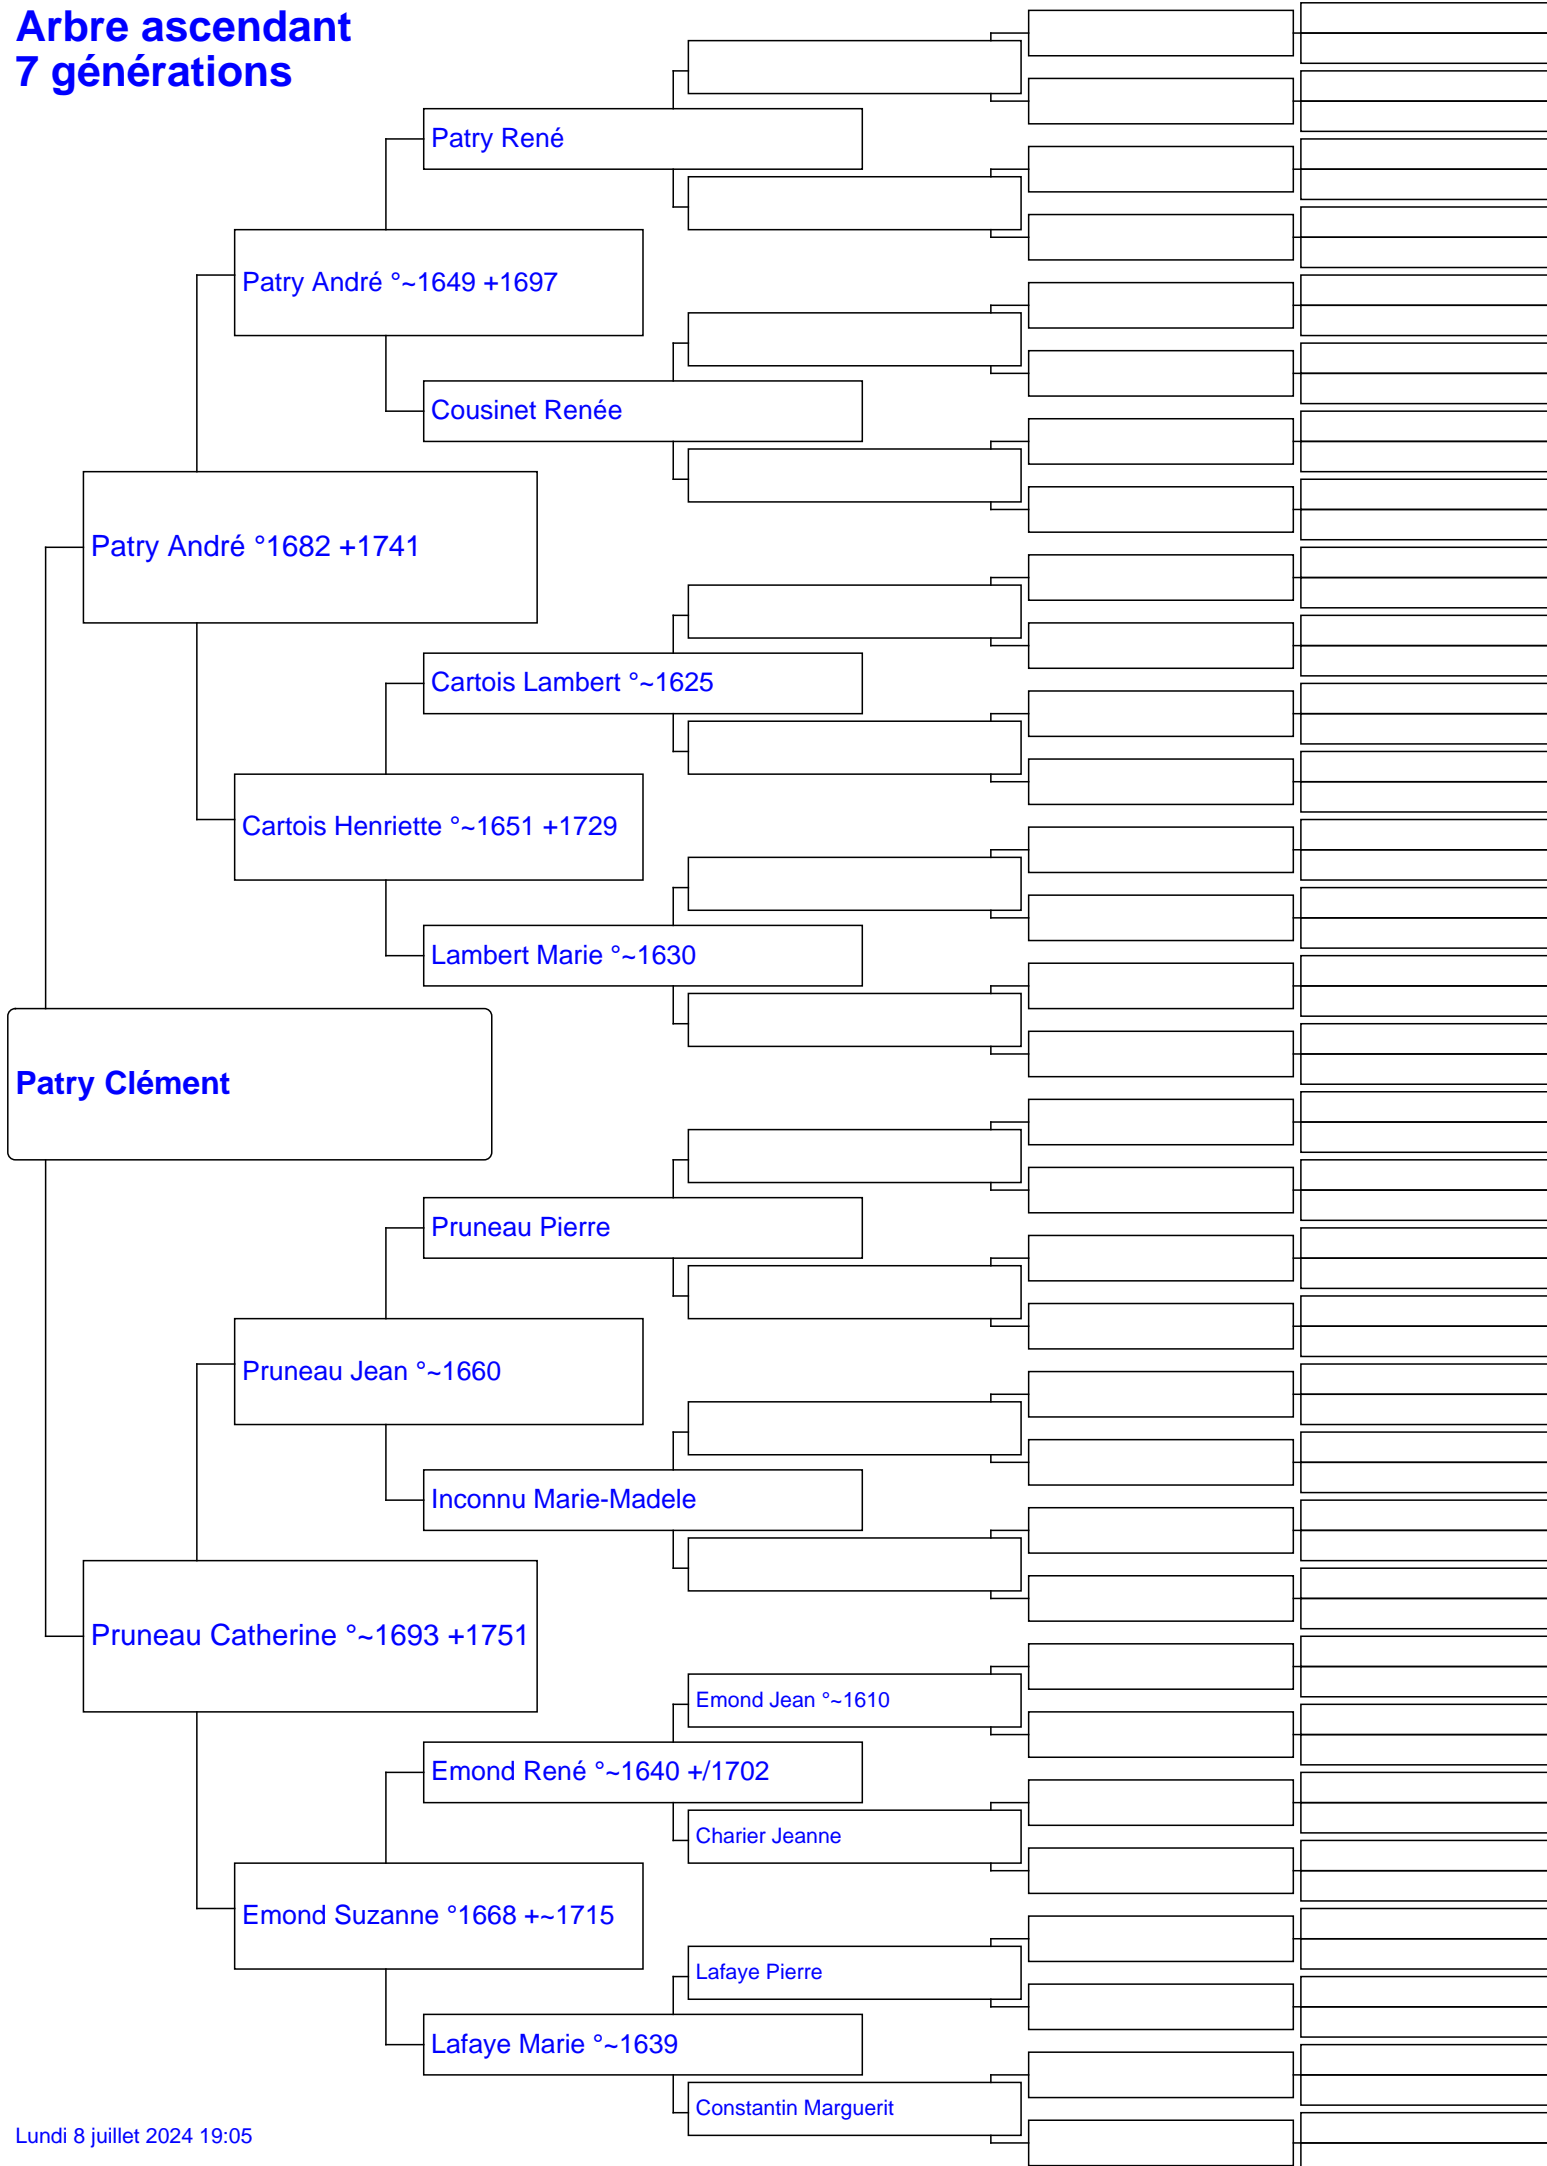 Arbre ascendant
7 générations
Patry René
Patry André °~1649 +1697
Cousinet Renée
Patry André °1682 +1741
Cartois Lambert °~1625
Cartois Henriette °~1651 +1729
Lambert Marie °~1630
Patry Clément
Pruneau Pierre
Pruneau Jean °~1660
Inconnu Marie-Madele
Pruneau Catherine °~1693 +1751
Emond Jean °~1610
Emond René °~1640 +/1702
Charier Jeanne
Emond Suzanne °1668 +~1715
Lafaye Pierre
Lafaye Marie °~1639
Constantin Marguerit
Lundi 8 juillet 2024 19:05